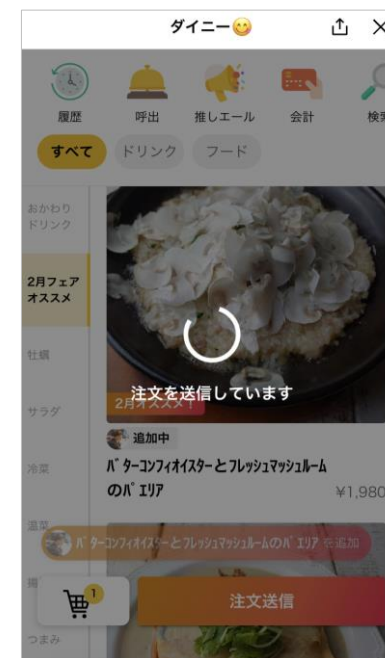 ダイニー😋
履歴
呼出
推しエール
会計
検索
すべて
ドリンク
フード
おかわり
ドリンク
2月フェア
オススメ
牡蠣
サラダ
冷菜
温菜
つまみ
注文を送信しています
2月オススメ！
追加中
バターコンフィオイスターとフレッシュマッシュルーム
のパエリア
¥1,980
バターコンフィオイスターとフレッシュマッシュルームのパエリア を追加
1
注文送信